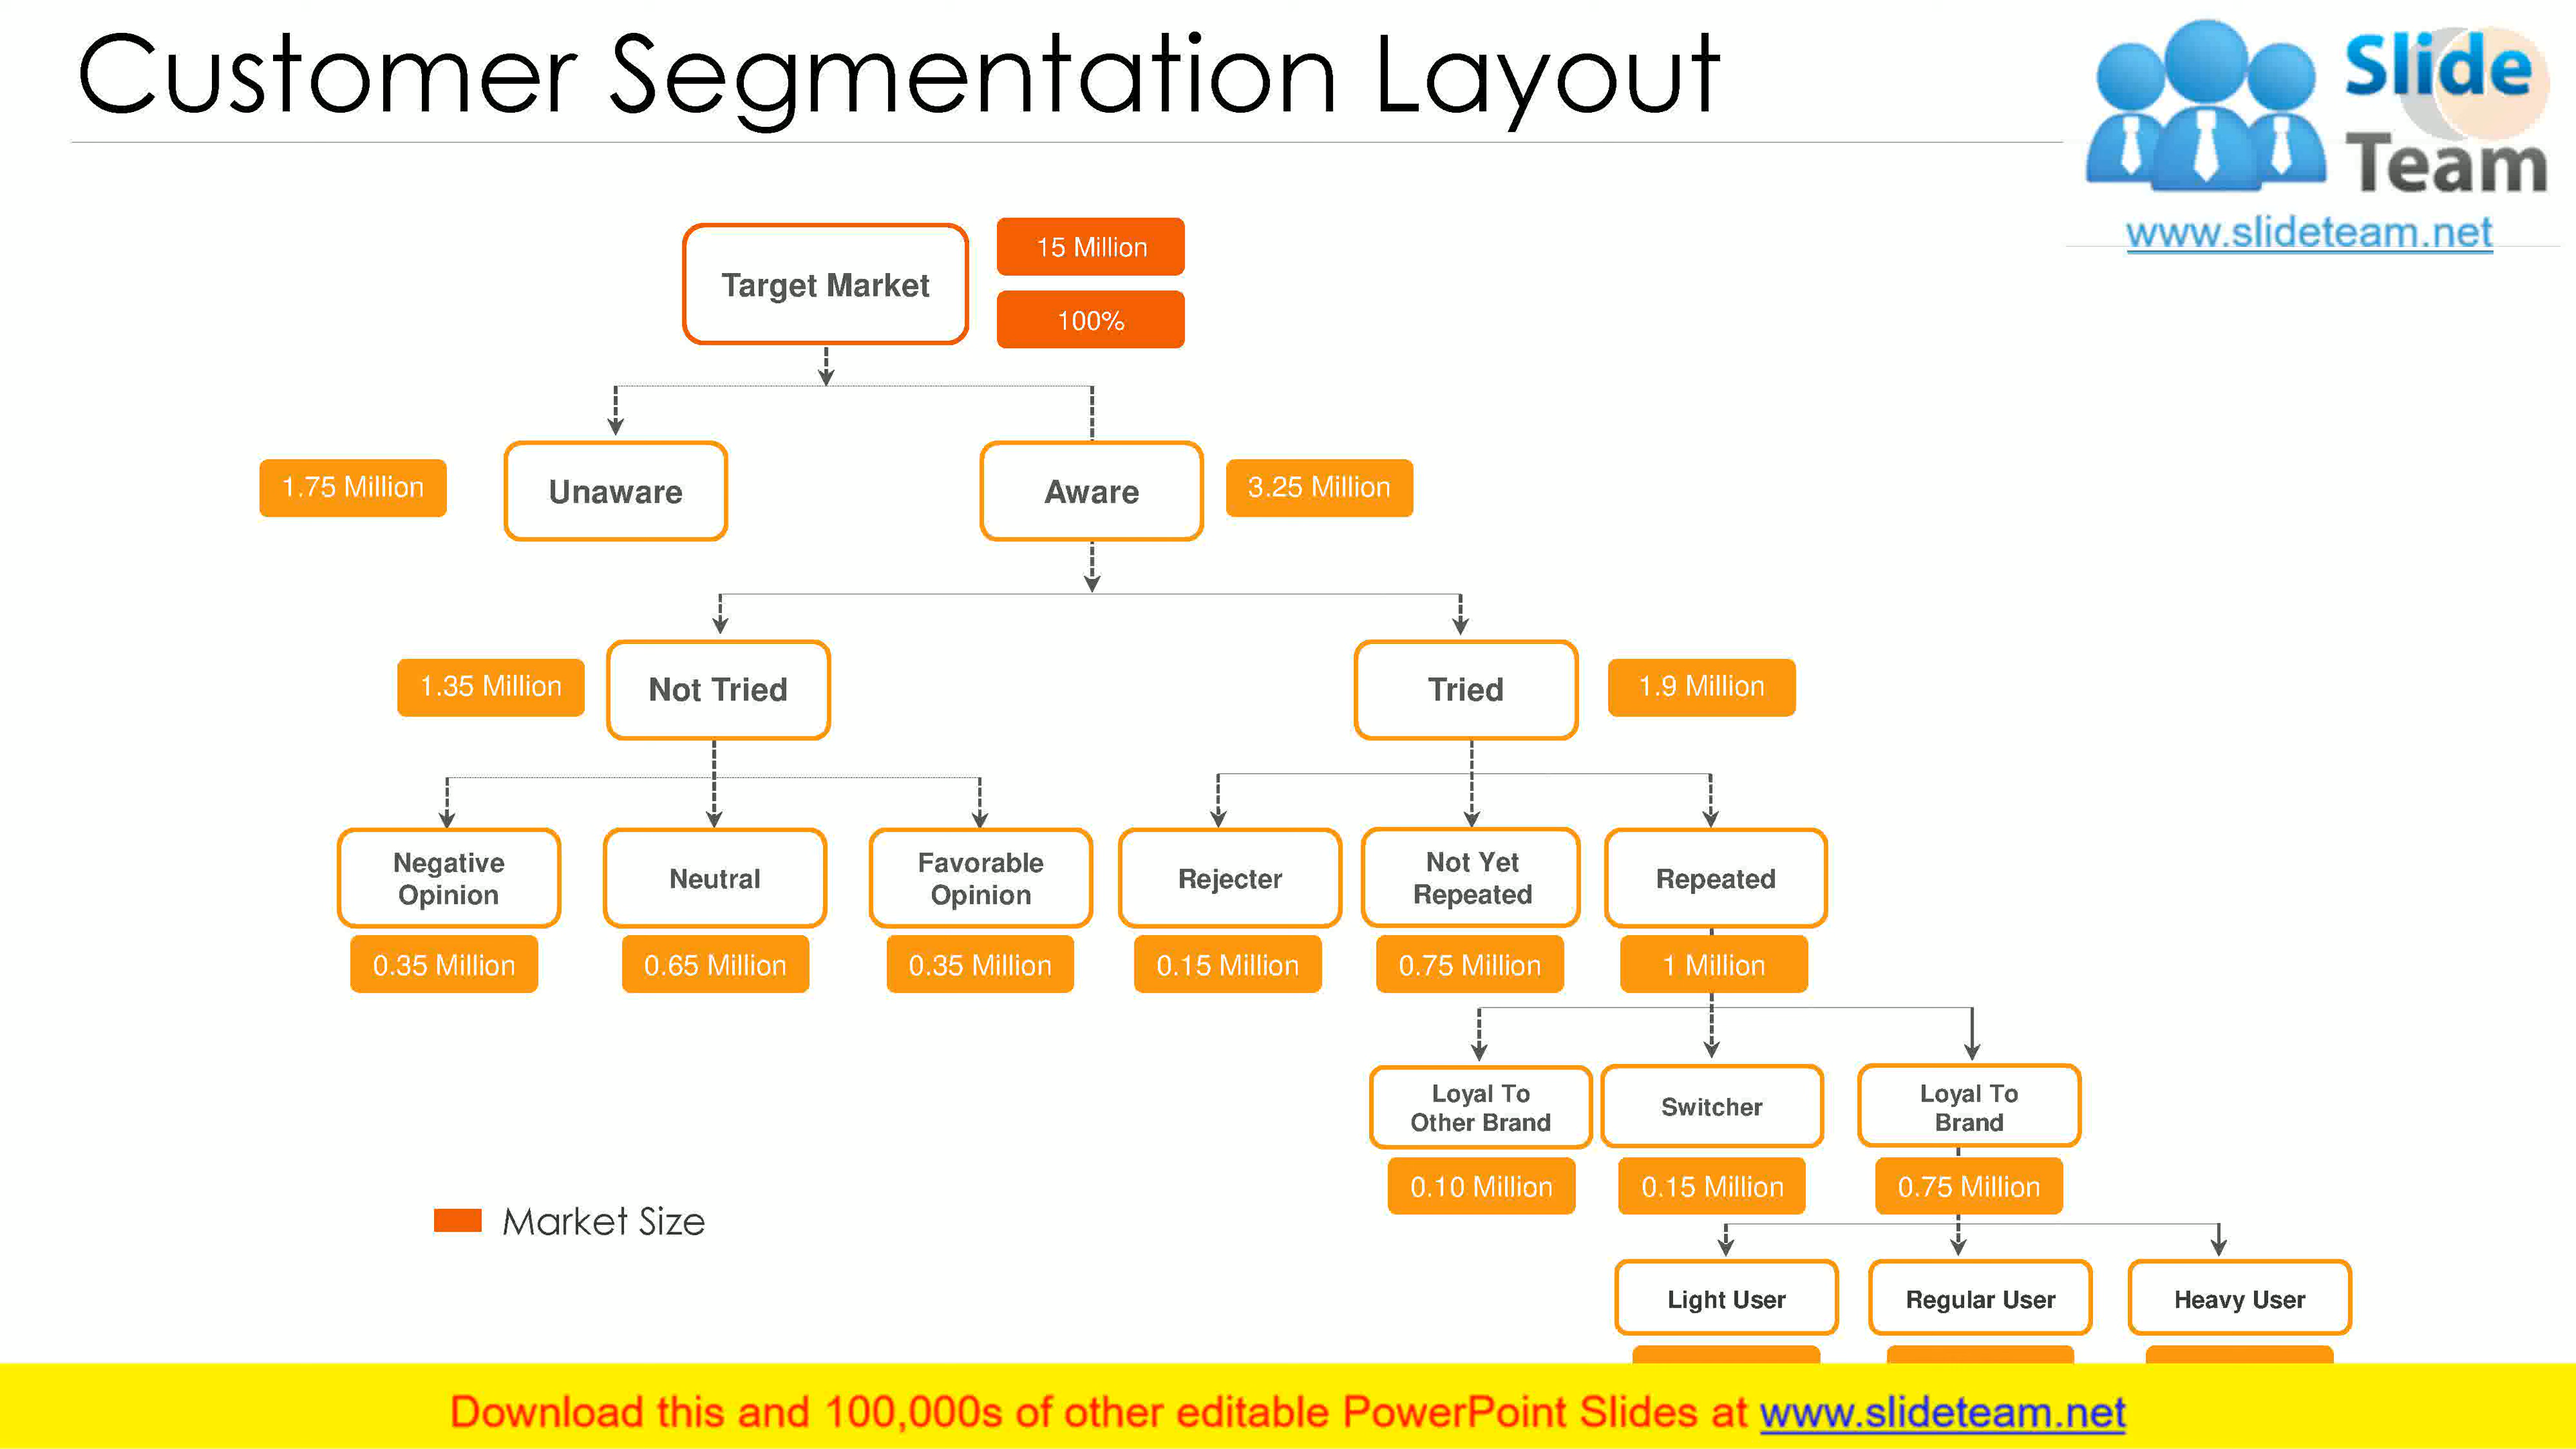 Customer Segmentation Layout
Slide
Team
www.slideteam.net
Target Market
15 Million
100%
1.75 Million
Unaware
Aware
3.25 Million
1.35 Million
Not Tried
Tried
1.9 Million
Negative
Opinion
Neutral
Favorable
Opinion
Rejecter
Not Yet
Repeated
Repeated
0.35 Million
0.65 Million
0.35 Million
0.15 Million
0.75 Million
1 Million
Loyal To
Other Brand
Switcher
Loyal To
Brand
0.10 Million
0.15 Million
0.75 Million
Market Size
Light User
Regular User
Heavy User
Download this and 100,000s of other editable PowerPoint Slides at www.slideteam.net